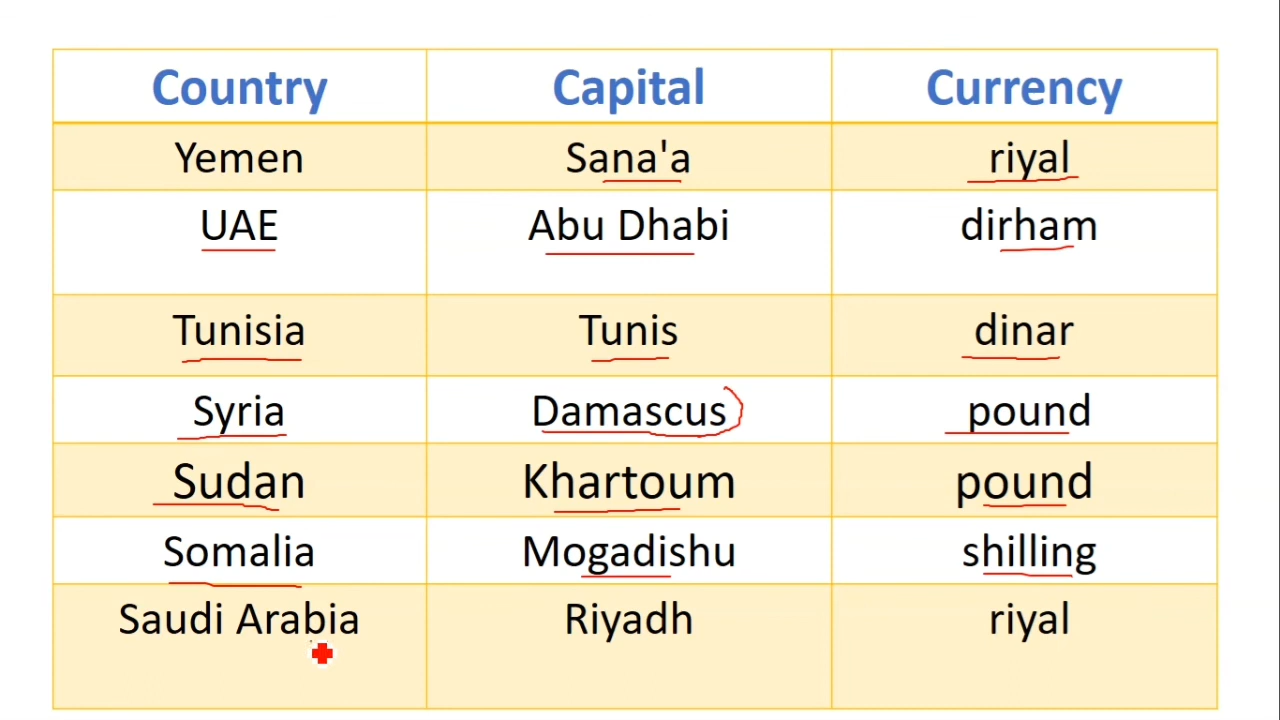 Country Capital Currency
Yemen Sana'a riyal
UAE Abu Dhabi dirham
Tunisia Tunis dinar
Syria Damascus pound
Sudan Khartoum pound
Somalia Mogadishu shilling
Saudi Arabia Riyadh riyal